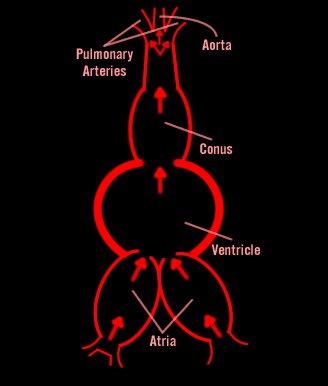 Aorta
Pulmonary
Arteries
Conus
Ventricle
Atria